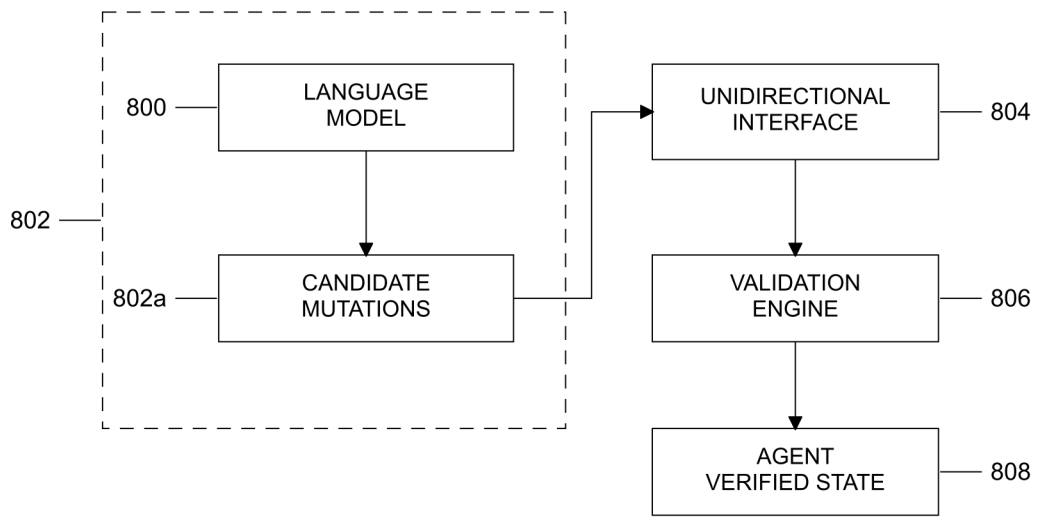 800
LANGUAGE
MODEL
802
802a
CANDIDATE
MUTATIONS
UNIDIRECTIONAL
INTERFACE
804
VALIDATION
ENGINE
806
AGENT
VERIFIED STATE
808